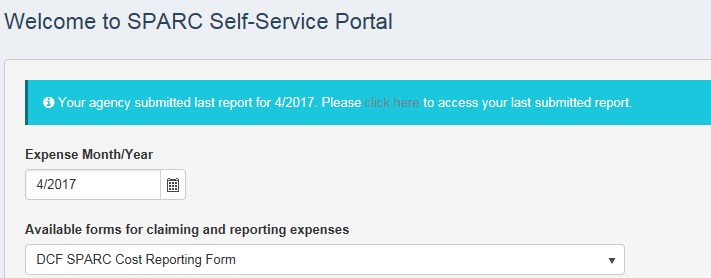 Welcome to SPARC Self-Service Portal
Your agency submitted last report for 4/2017. Please click here to access your last submitted report.
Expense Month/Year
4/2017
Available forms for claiming and reporting expenses
DCF SPARC Cost Reporting Form